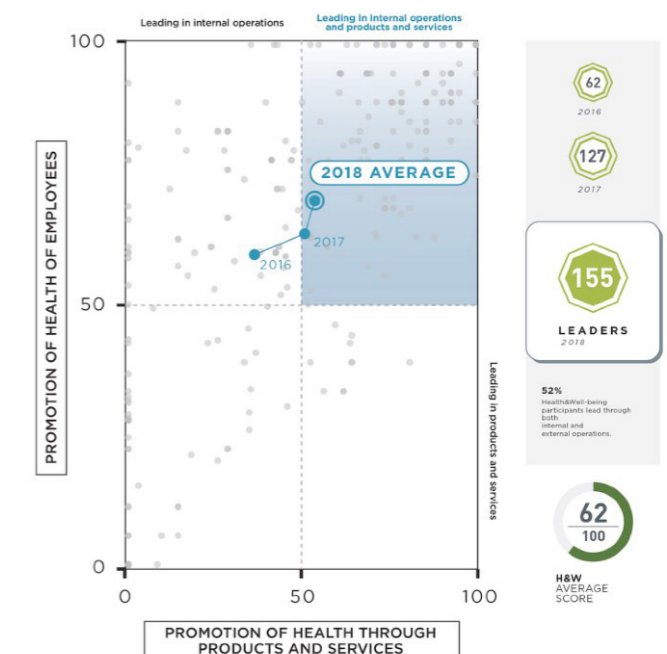 Leading in internal operations
Leading in internal operations
and products and services
100
50
0
0
50
100
PROMOTION OF HEALTH OF EMPLOYEES
2018 AVERAGE
2017
2016
Leading in products and services
PROMOTION OF HEALTH THROUGH
PRODUCTS AND SERVICES
62
2016
127
2017
155
LEADERS
2018
52%
Health&Well-being
participants lead through
both
internal and
external operations.
62
100
H&W
AVERAGE
SCORE